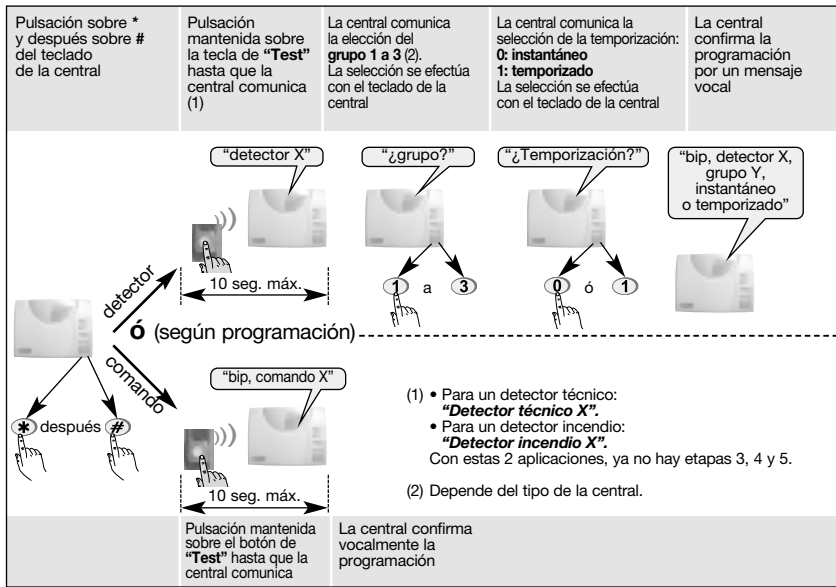 Pulsación sobre *
y después sobre #
del teclado
de la central
Pulsación
mantenida sobre
la tecla de “Test”
hasta que la
central comunica
(1)
La central comunica
la elección del
grupo 1 a 3 (2).
La selección se efectúa
con el teclado de la
central
La central comunica la
selección de la temporización:
0: instantáneo
1: temporizado
La selección se efectúa
con el teclado de la central
La central
confirma la
programación
por un mensaje
vocal
“detector X”
“¿grupo?”
“¿Temporización?”
“bip, detector X,
grupo Y,
instantáneo
o temporizado”
detector
10 seg. máx.
1 a 3
0 ó 1
Ó (según programación)
comando
* después #
“bip, comando X”
10 seg. máx.
(1) • Para un detector técnico:
“Detector técnico X”.
• Para un detector incendio:
“Detector incendio X”.
Con estas 2 aplicaciones, ya no hay etapas 3, 4 y 5.
(2) Depende del tipo de la central.
Pulsación mantenida
sobre el botón de
“Test” hasta que la
central comunica
La central confirma
vocalmente la
programación